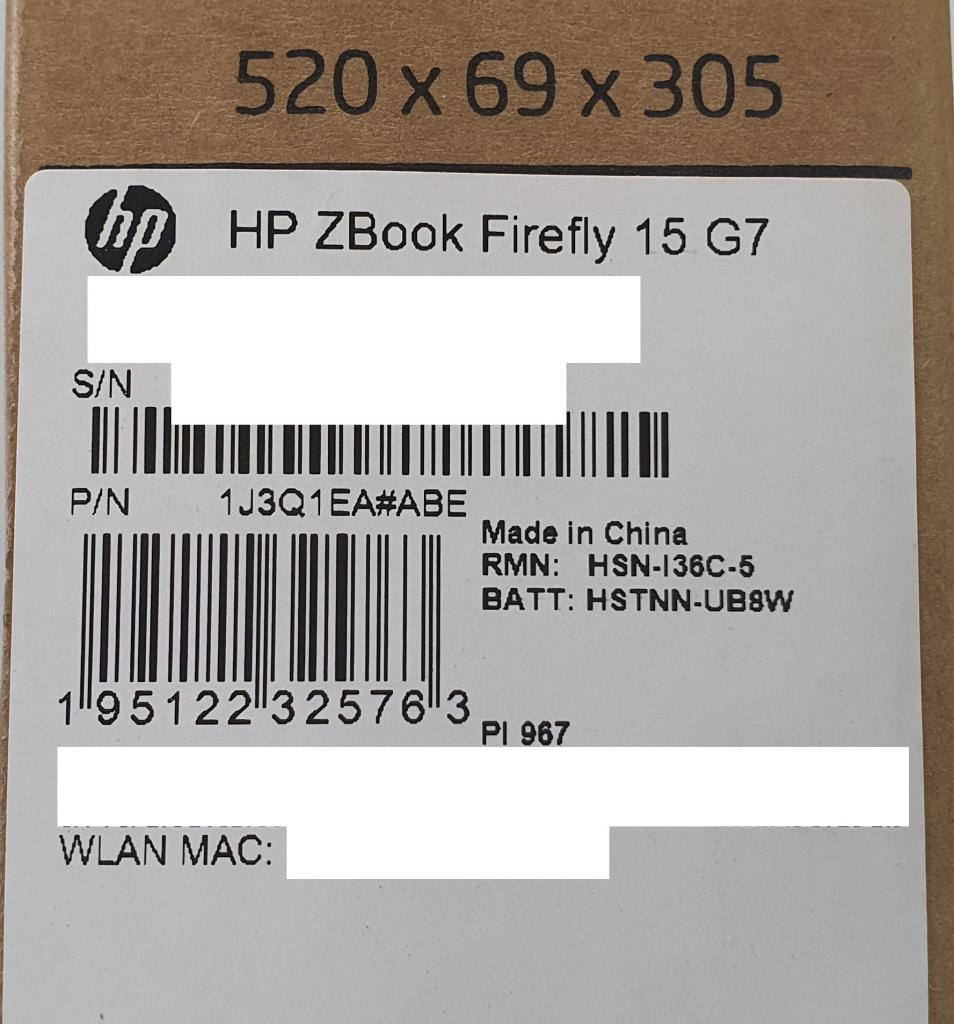 520 x 69 x 305
hp HP ZBook Firefly 15 G7
S/N
P/N 1J3Q1EA#ABE
Made in China
RMN: HSN-I36C-5
BATT: HSTNN-UB8W
1 95122 32576 3
PI 967
WLAN MAC: